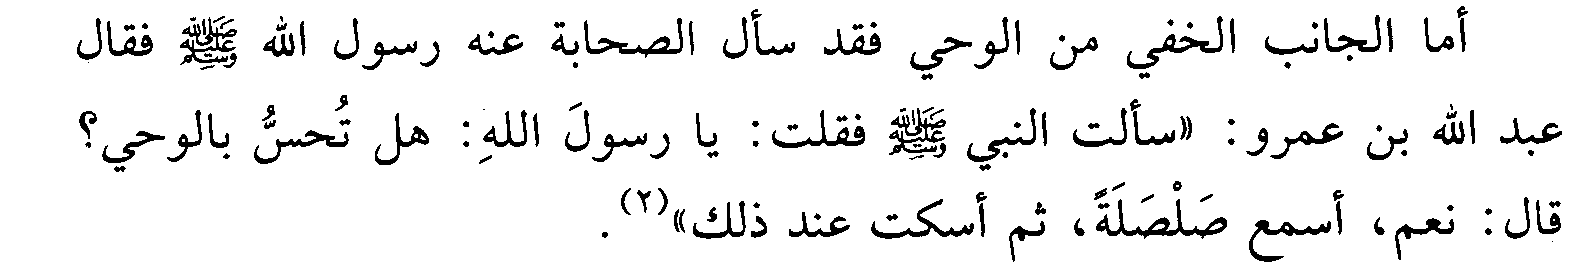 أما الجانب الخفي من الوحي فقد سأل الصحابة عنه رسول الله ﷺ فقال
عبد الله بن عمرو: «سألت النبي ﷺ فقلت: يا رسولَ اللهِ: هل تُحسُّ بالوحي؟
قال: نعم، أسمع صَلْصَلَةً، ثم أسكت عند ذلك»(٢).